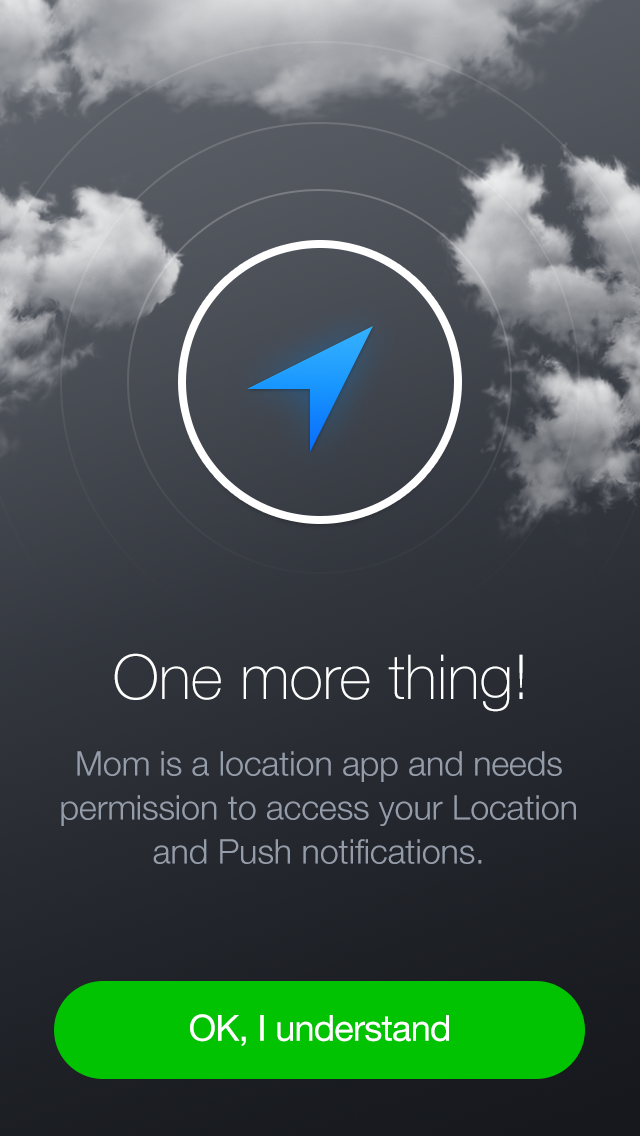 One more thing!
Mom is a location app and needs
permission to access your Location
and Push notifications.
OK, I understand